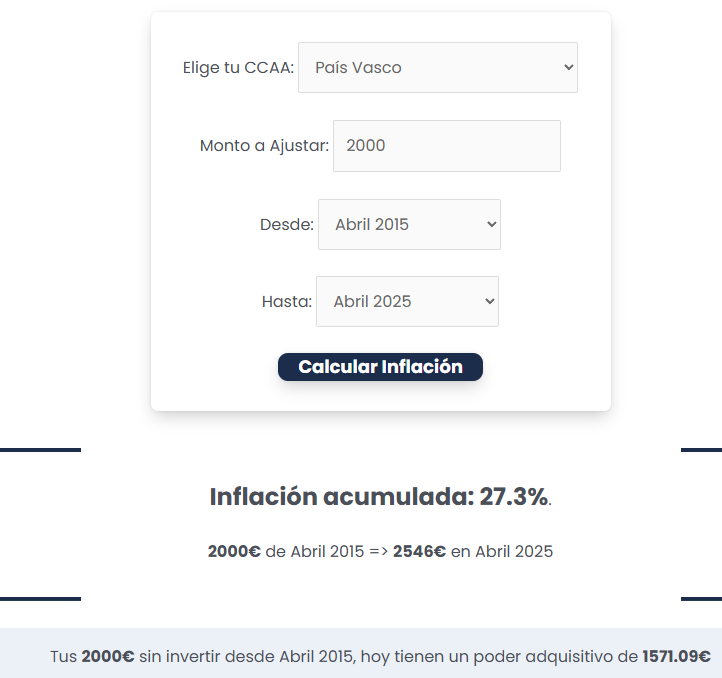 Elige tu CCAA: País Vasco
Monto a Ajustar: 2000
Desde: Abril 2015
Hasta: Abril 2025
Calcular Inflación
Inflación acumulada: 27.3%.
2000€ de Abril 2015 => 2546€ en Abril 2025
Tus 2000€ sin invertir desde Abril 2015, hoy tienen un poder adquisitivo de 1571.09€